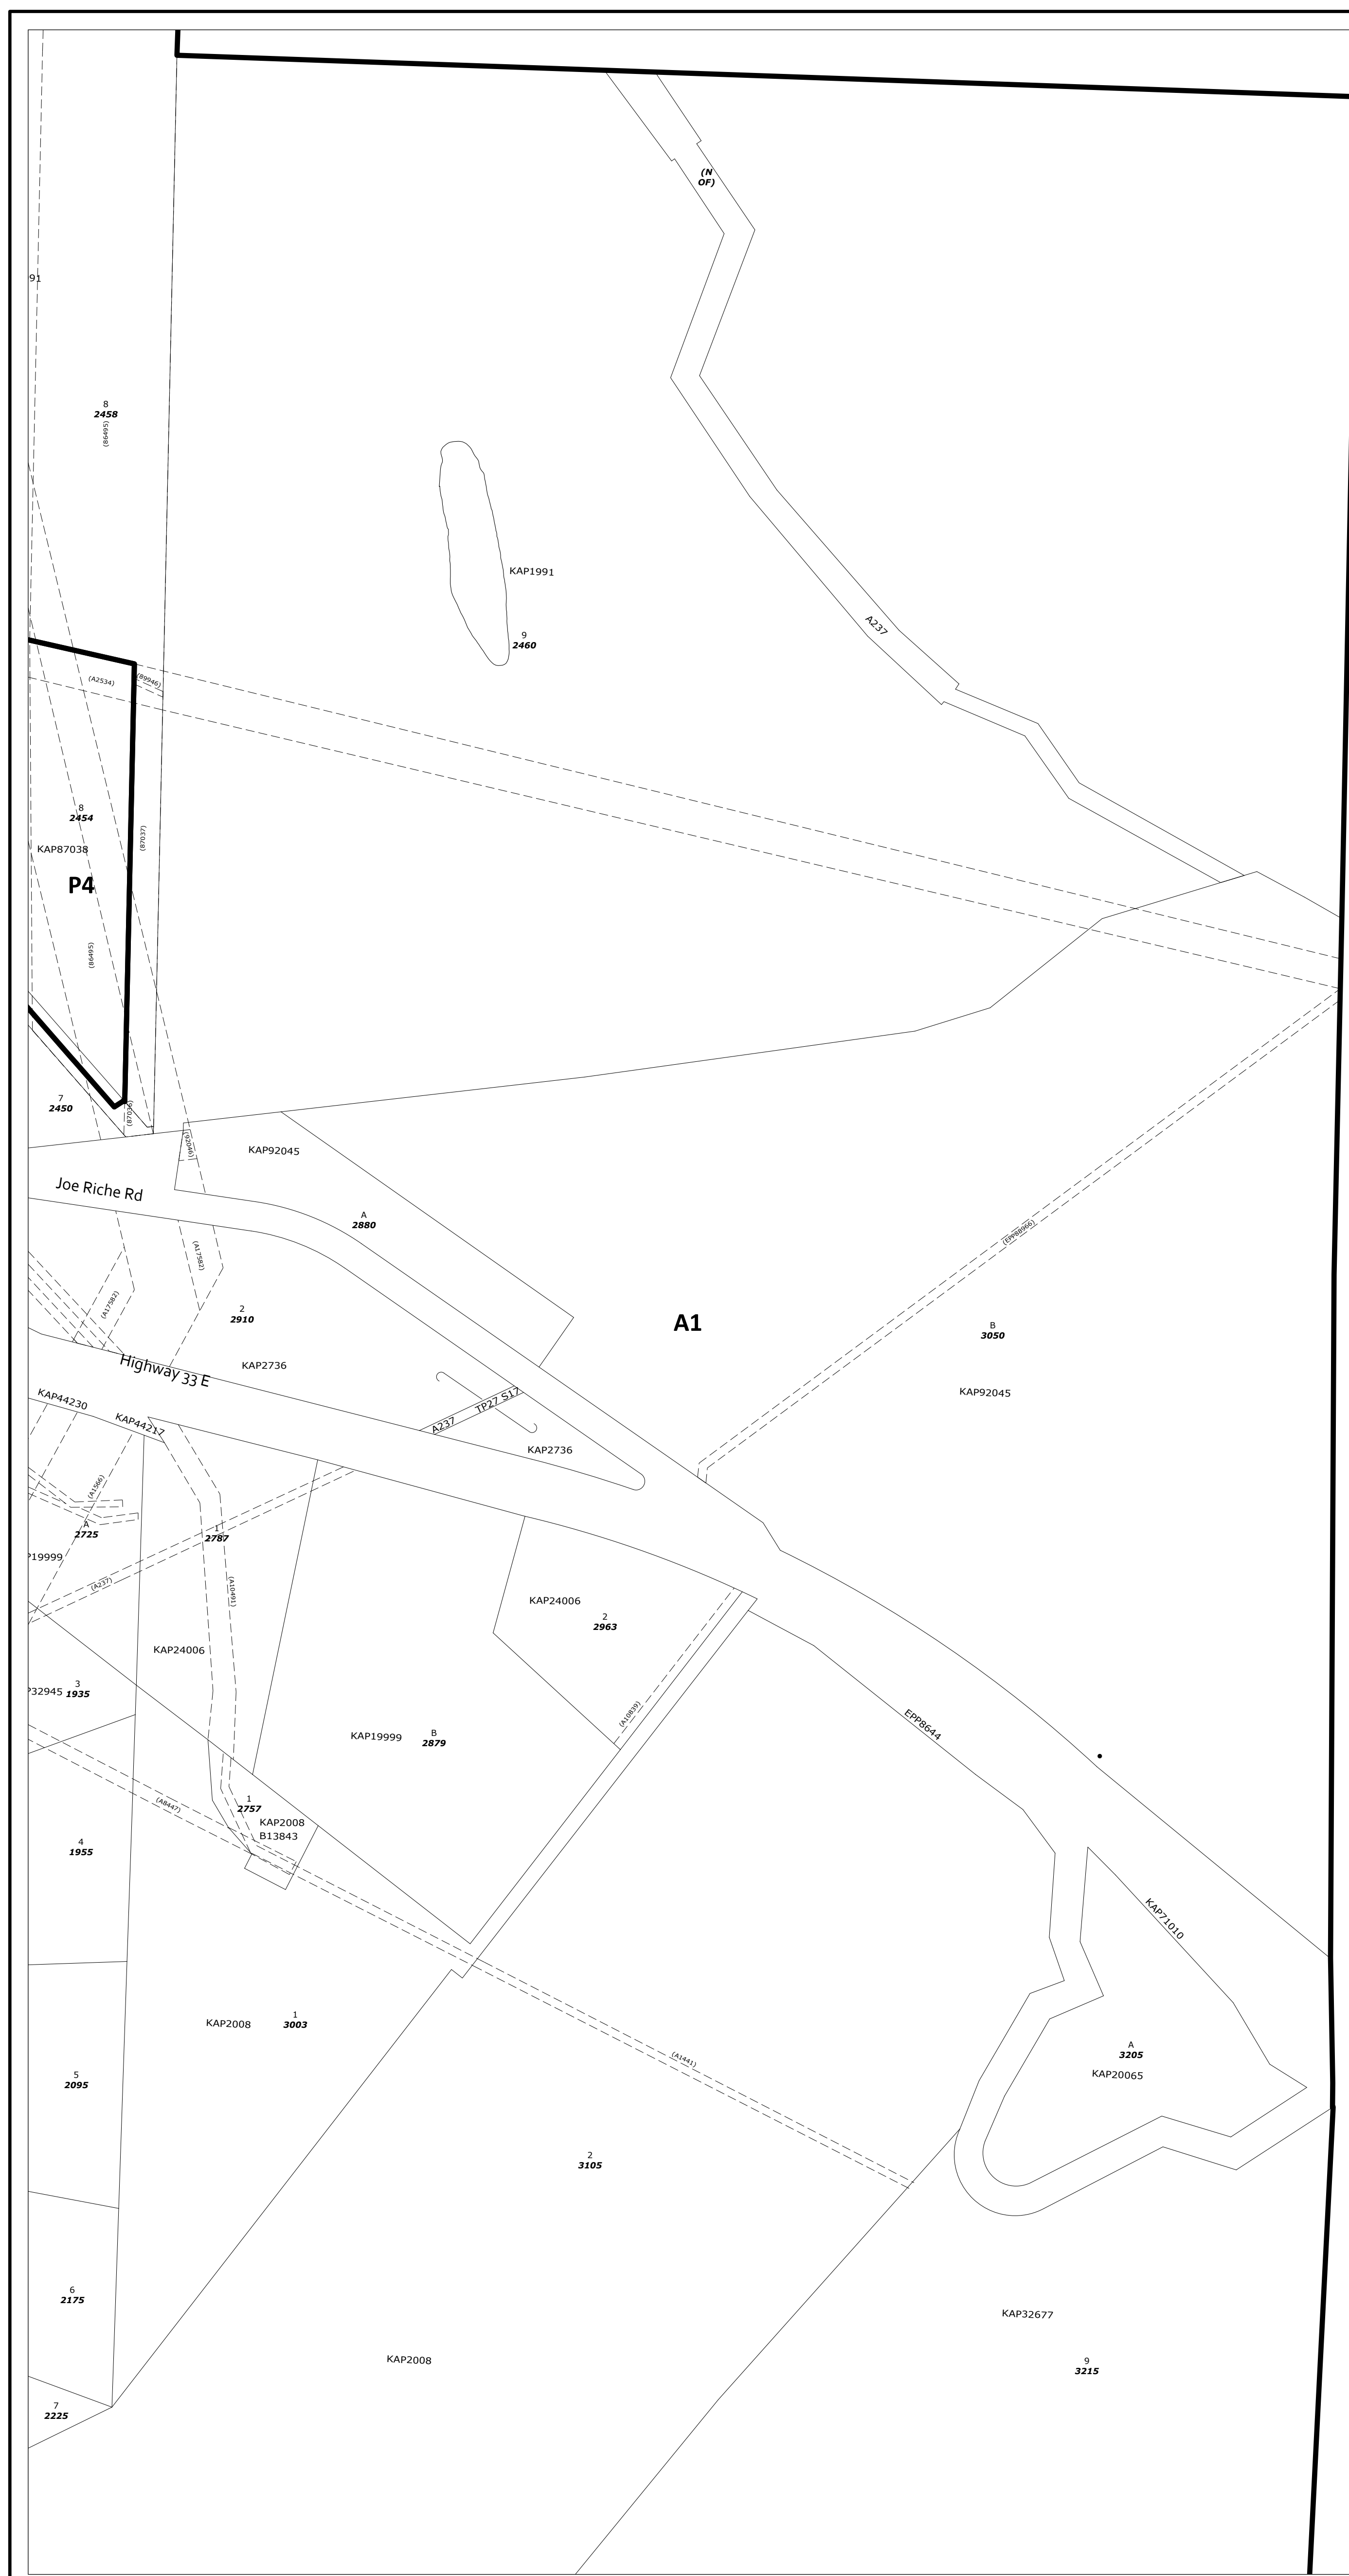 (N
OF)
91
8
2458
(86495)
KAP1991
9
2460
A237
(A2534)
(89946)
8
2454
(87037)
KAP87038
P4
(86495)
7
2450
(87036)
(92046)
KAP92045
Joe Riche Rd
A
2880
(EPP88966)
(A17582)
(A17582)
2
2910
A1
B
3050
Highway 33 E
KAP2736
KAP92045
KAP44230
KAP44217
A237
TP27 S17
KAP2736
(A1566)
A
2725
1
2787
P19999
(A237)
(A10491)
KAP24006
2
2963
KAP24006
3
P32945
1935
(A10839)
EPP8644
KAP19999
B
2879
1
2757
(A8447)
KAP2008
B13843
4
1955
KAP71010
KAP2008
1
3003
A
3205
(A1441)
5
2095
KAP20065
2
3105
6
2175
KAP32677
KAP2008
9
3215
7
2225